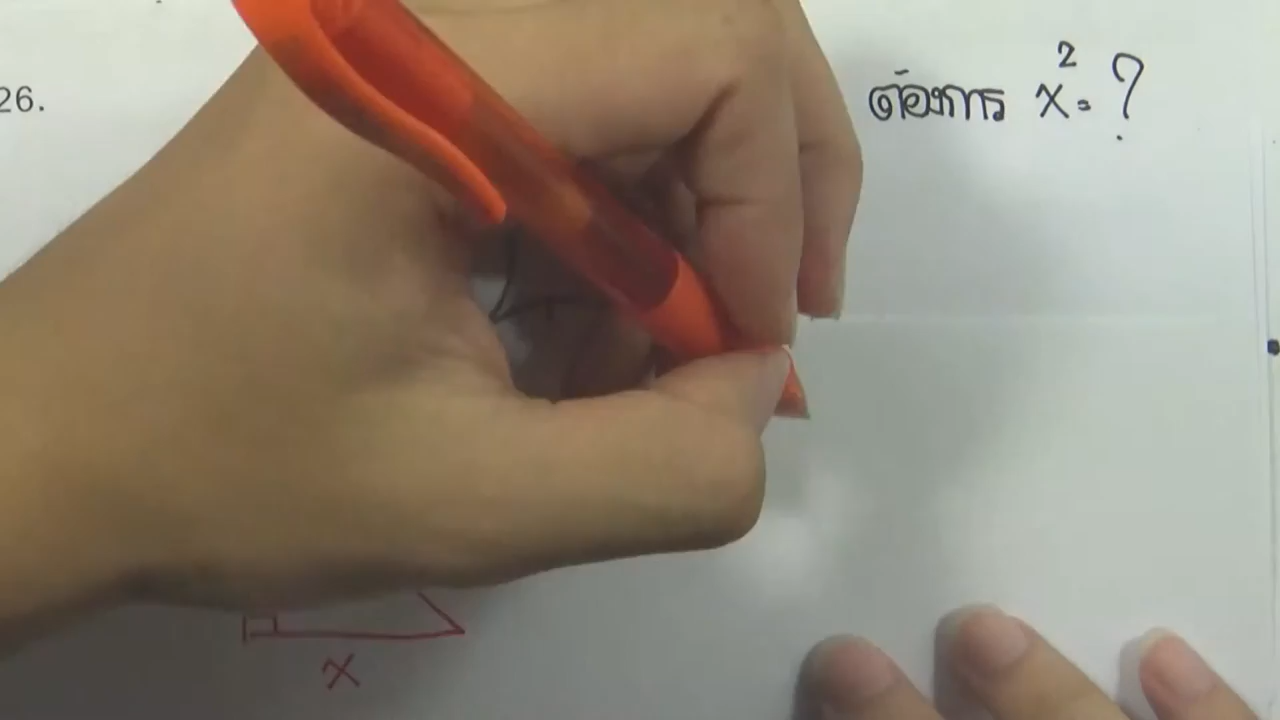 26.
ต้องการ x² = ?
x